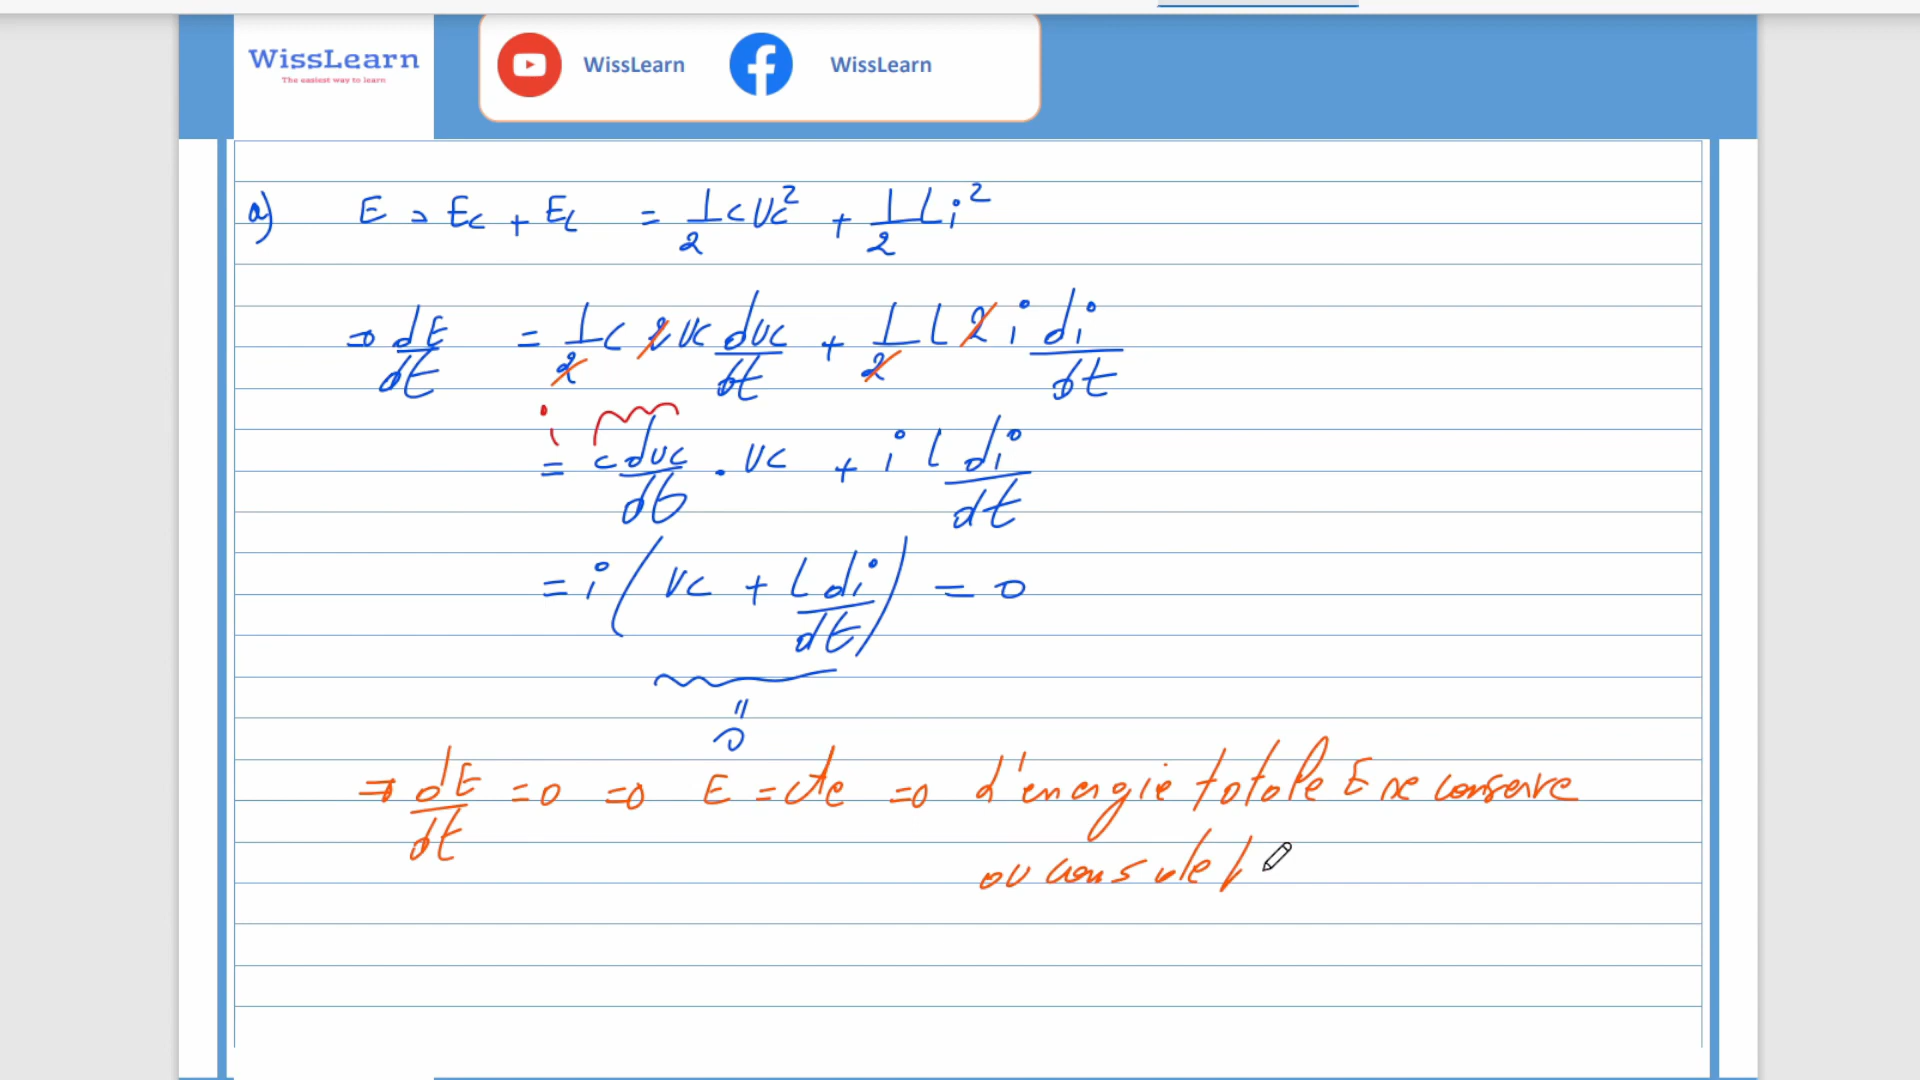 WissLearn
The easiest way to learn
WissLearn WissLearn
a) E = Ec + EL = 1/2 C Uc² + 1/2 L i²
⇒ dE/dt = 1/2 C 2 Uc dUc/dt + 1/2 L 2 i di/dt
i
= C dUc/dt . Uc + i L di/dt
= i ( Uc + L di/dt ) = 0
"
0
⇒ dE/dt = 0 ⇒ E = cte ⇒ l'énergie totale E se conserve
ou